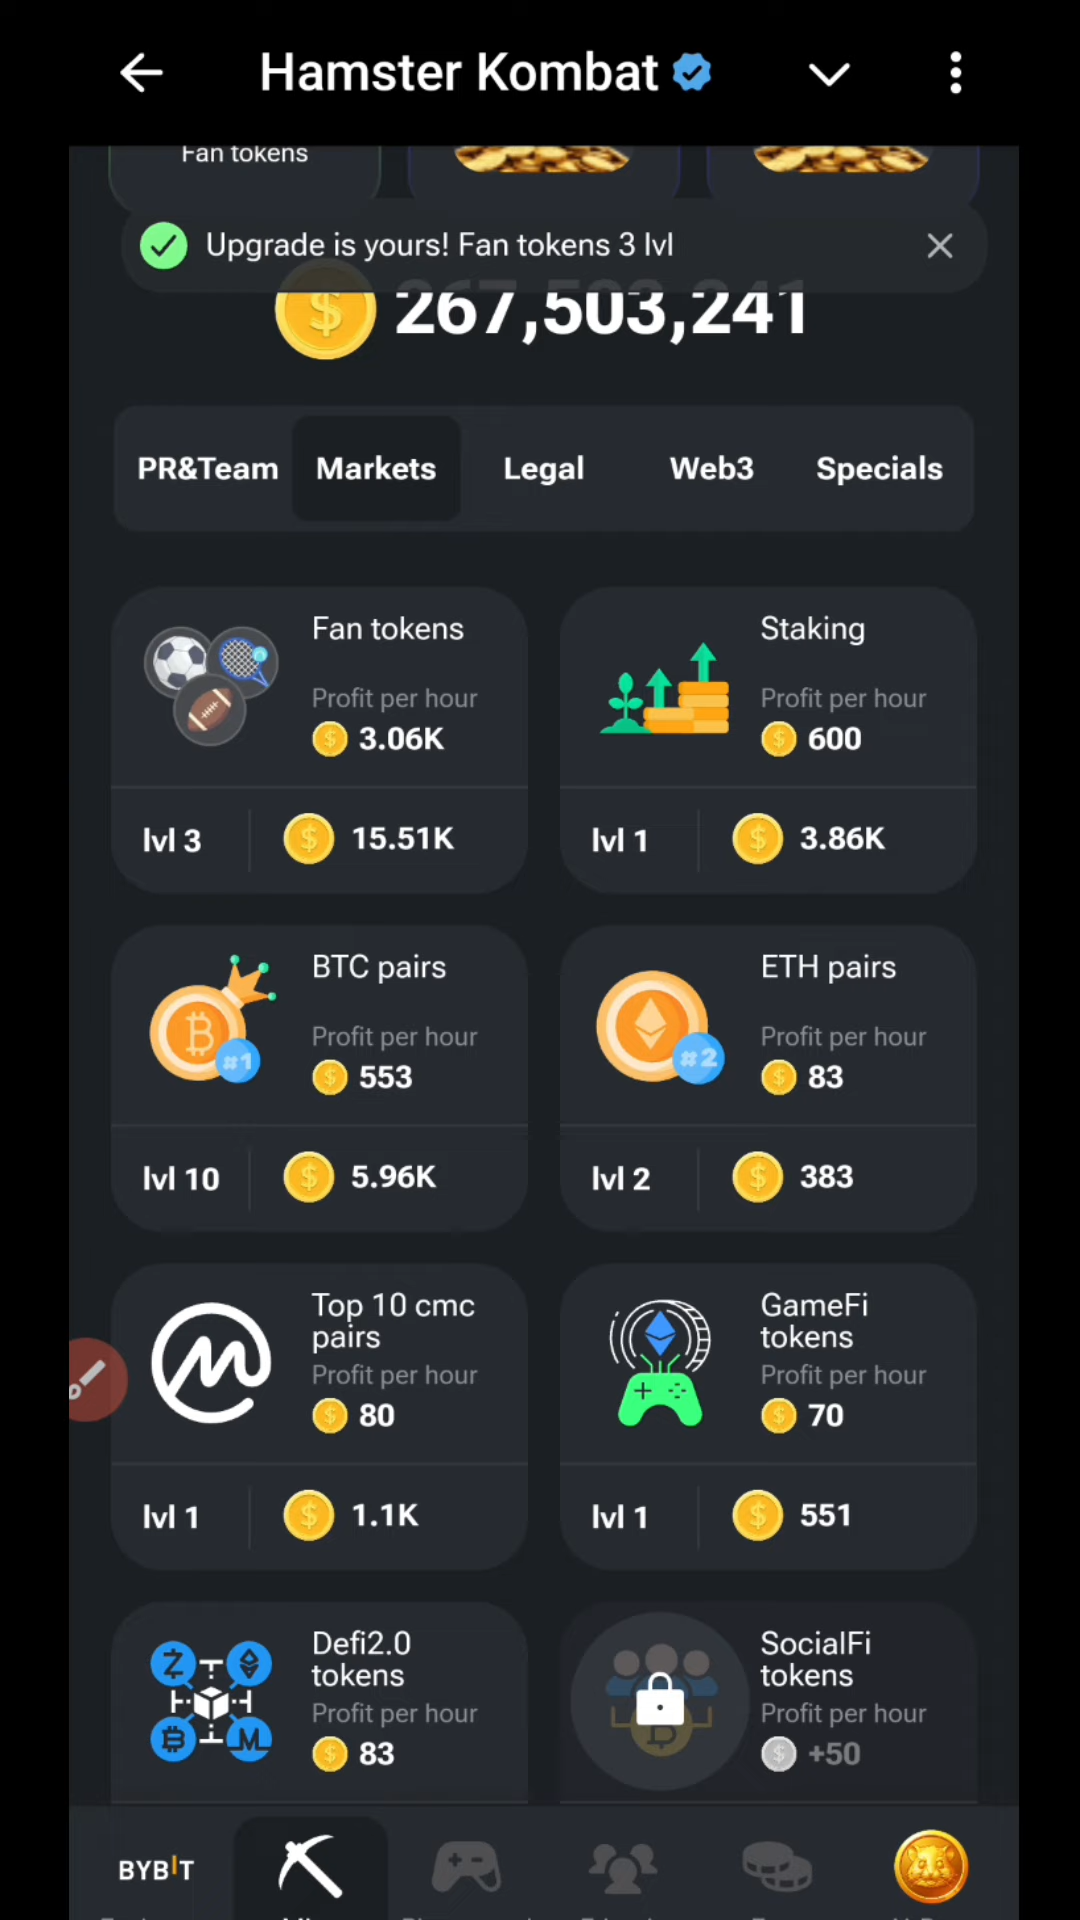 Hamster Kombat
Fan tokens
Upgrade is yours! Fan tokens 3 lvl
267,503,241
PR&Team Markets Legal Web3 Specials
Fan tokens
Profit per hour
3.06K
lvl 3 15.51K
Staking
Profit per hour
600
lvl 1 3.86K
BTC pairs
Profit per hour
#1
553
lvl 10 5.96K
ETH pairs
Profit per hour
#2
83
lvl 2 383
Top 10 cmc
pairs
Profit per hour
80
lvl 1 1.1K
GameFi
tokens
Profit per hour
70
lvl 1 551
Defi2.0
tokens
Profit per hour
83
SocialFi
tokens
Profit per hour
+50
BYBIT